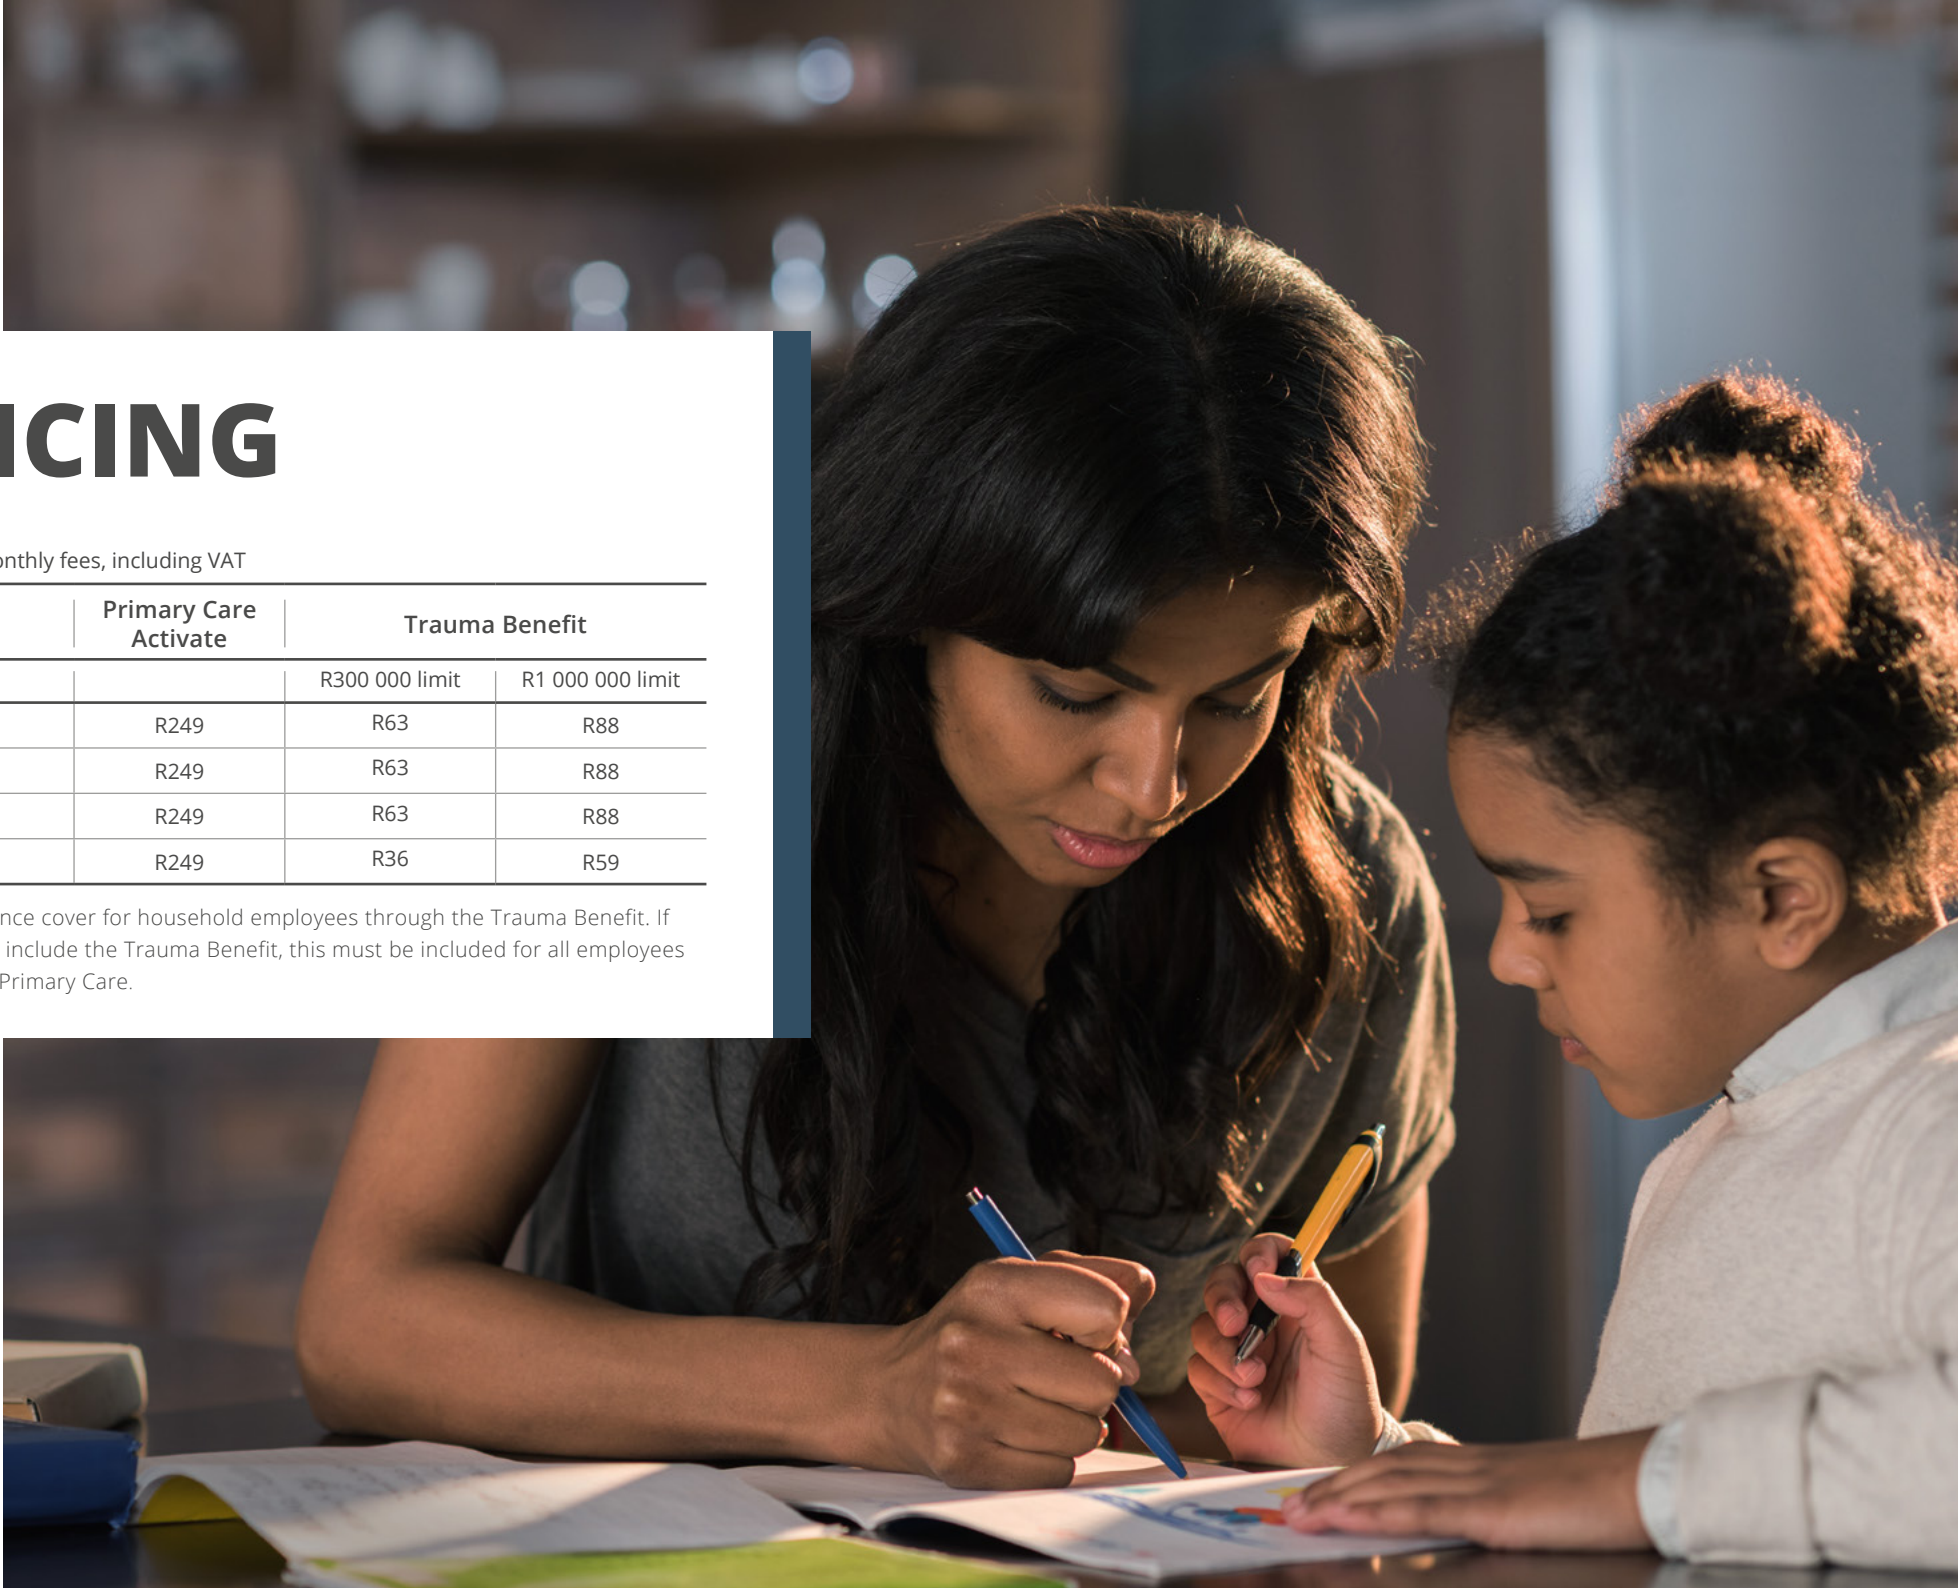 ICING
onthly fees, including VAT
Primary Care
Activate
Trauma Benefit
R300 000 limit R1 000 000 limit
R249 R63 R88
R249 R63 R88
R249 R63 R88
R249 R36 R59
nce cover for household employees through the Trauma Benefit. If
include the Trauma Benefit, this must be included for all employees
Primary Care.